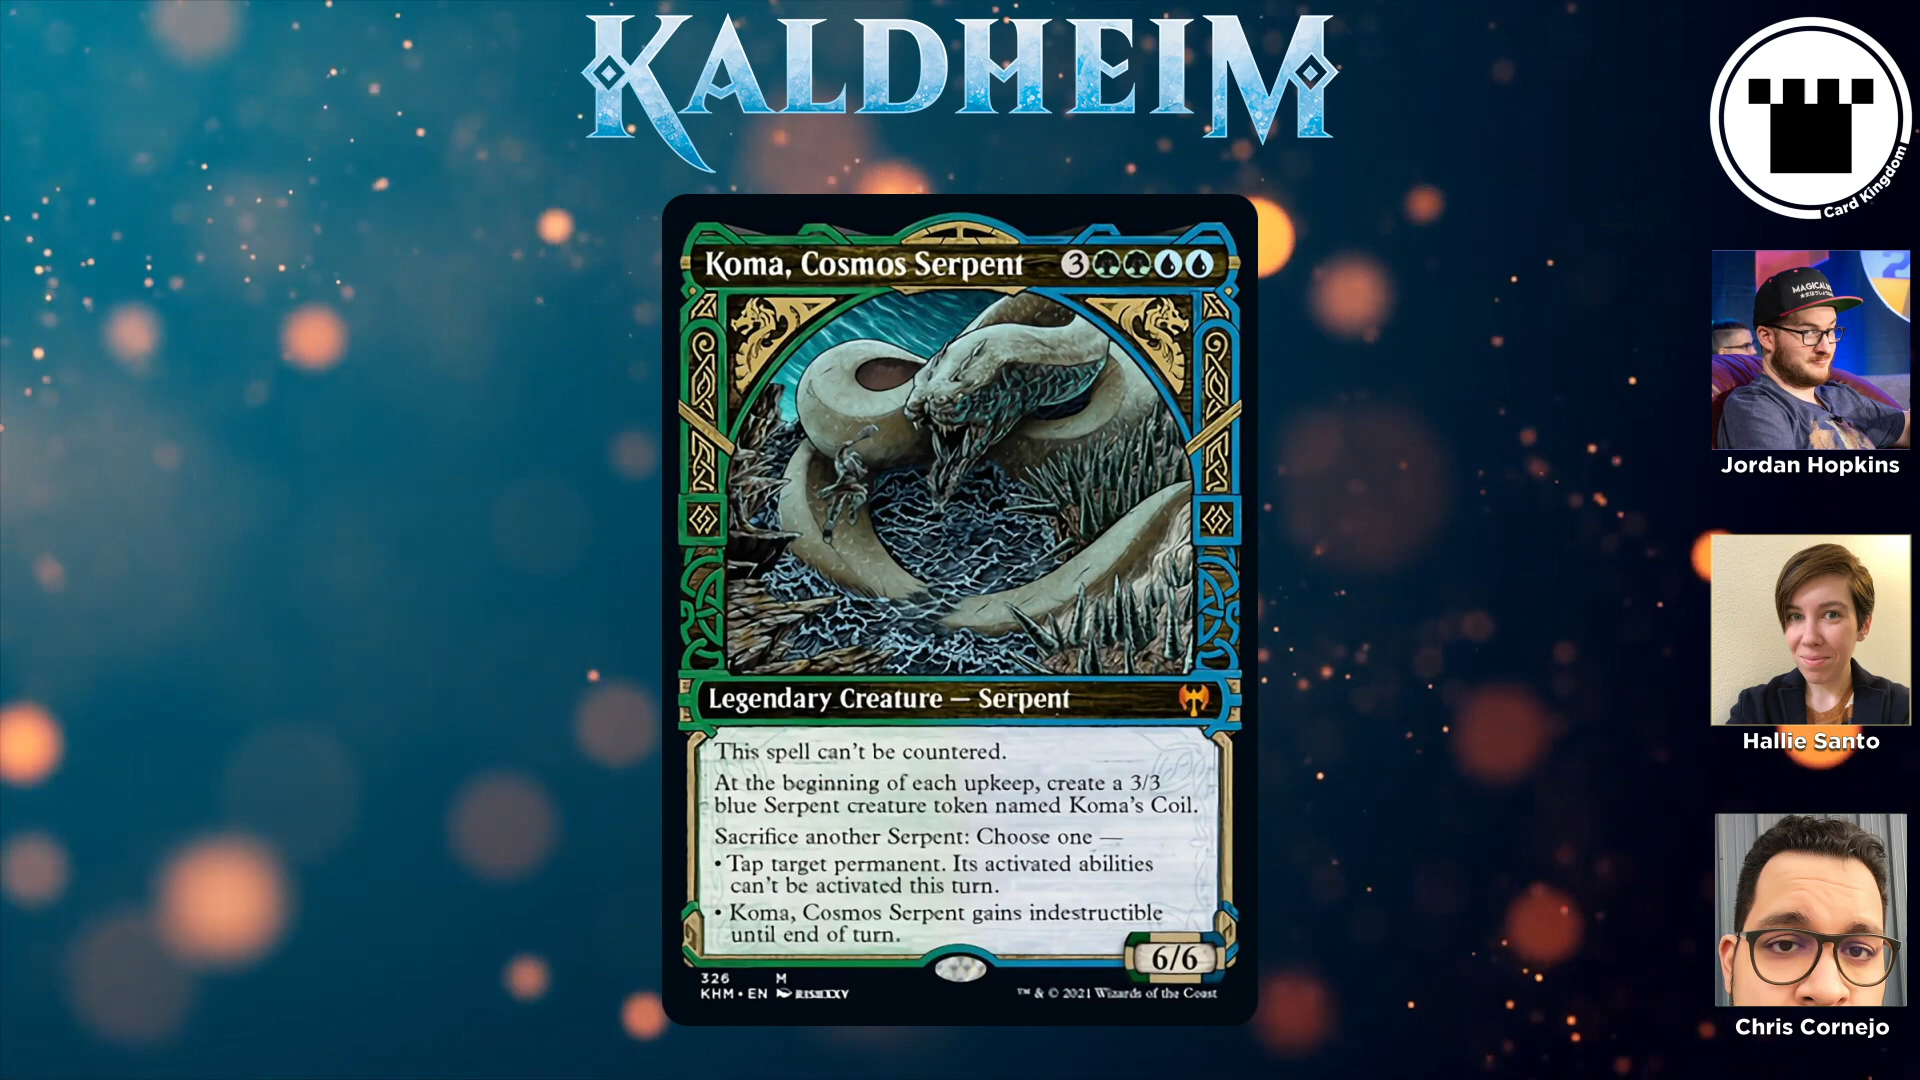 KALDHEIM
Card Kingdom
Koma, Cosmos Serpent 3
Legendary Creature — Serpent
This spell can't be countered.
At the beginning of each upkeep, create a 3/3
blue Serpent creature token named Koma's Coil.
Sacrifice another Serpent: Choose one —
• Tap target permanent. Its activated abilities
can't be activated this turn.
• Koma, Cosmos Serpent gains indestructible
until end of turn.
6/6
326 M
KHM • EN
™ & © 2021 Wizards of the Coast
Jordan Hopkins
Hallie Santo
Chris Cornejo